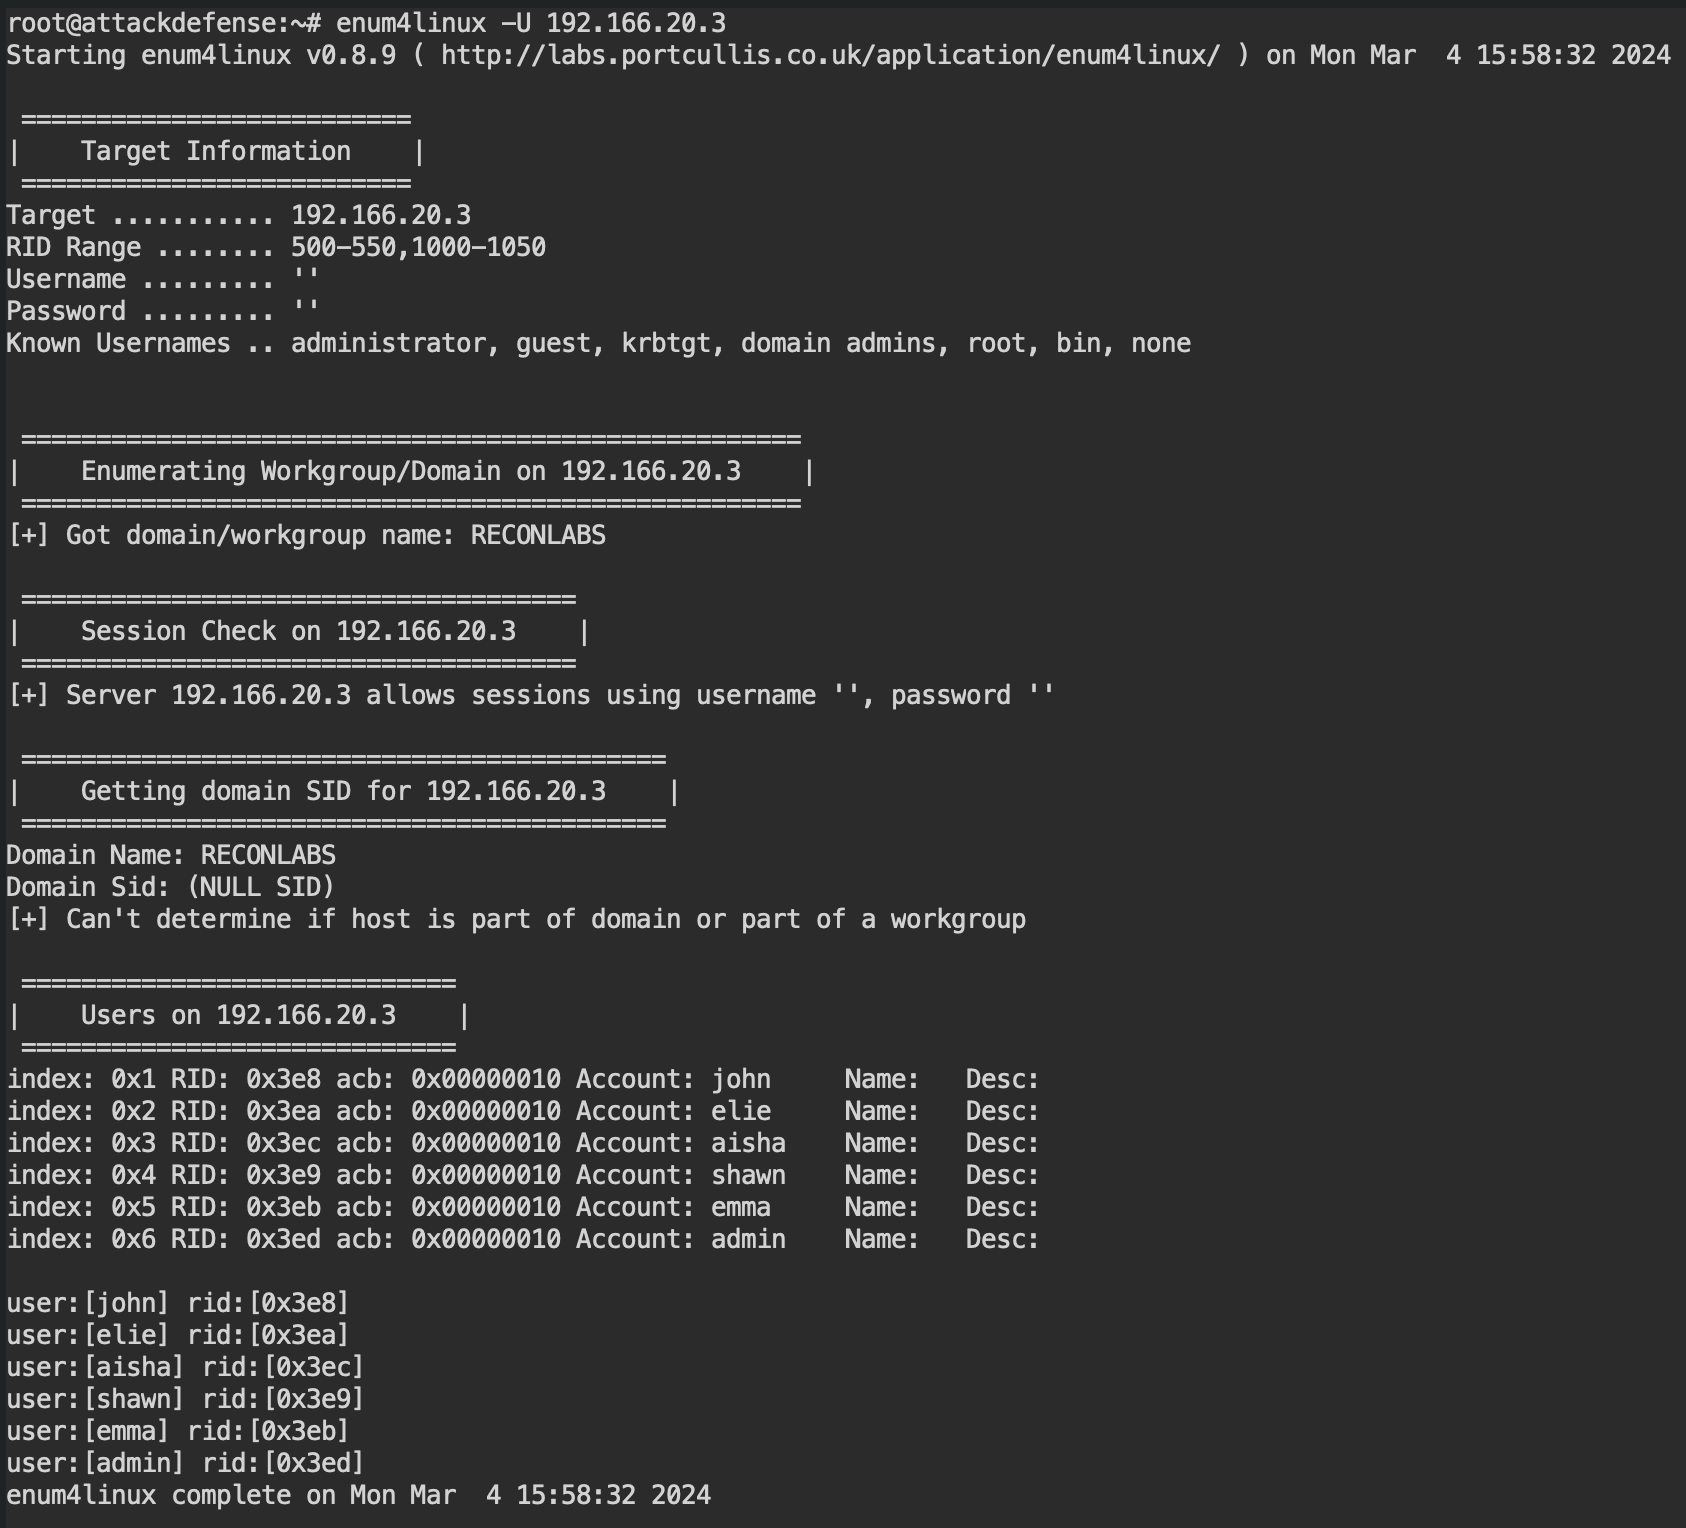 root@attackdefense:~# enum4linux -U 192.166.20.3
Starting enum4linux v0.8.9 ( http://labs.portcullis.co.uk/application/enum4linux/ ) on Mon Mar  4 15:58:32 2024

 ==========================
|    Target Information    |
 ==========================
Target ........... 192.166.20.3
RID Range ........ 500-550,1000-1050
Username ......... ''
Password ......... ''
Known Usernames .. administrator, guest, krbtgt, domain admins, root, bin, none


 ====================================================
|    Enumerating Workgroup/Domain on 192.166.20.3    |
 ====================================================
[+] Got domain/workgroup name: RECONLABS

 =====================================
|    Session Check on 192.166.20.3    |
 =====================================
[+] Server 192.166.20.3 allows sessions using username '', password ''

 ===========================================
|    Getting domain SID for 192.166.20.3    |
 ===========================================
Domain Name: RECONLABS
Domain Sid: (NULL SID)
[+] Can't determine if host is part of domain or part of a workgroup

 =============================
|    Users on 192.166.20.3    |
 =============================
index: 0x1 RID: 0x3e8 acb: 0x00000010 Account: john     Name:   Desc:
index: 0x2 RID: 0x3ea acb: 0x00000010 Account: elie     Name:   Desc:
index: 0x3 RID: 0x3ec acb: 0x00000010 Account: aisha    Name:   Desc:
index: 0x4 RID: 0x3e9 acb: 0x00000010 Account: shawn    Name:   Desc:
index: 0x5 RID: 0x3eb acb: 0x00000010 Account: emma     Name:   Desc:
index: 0x6 RID: 0x3ed acb: 0x00000010 Account: admin    Name:   Desc:

user:[john] rid:[0x3e8]
user:[elie] rid:[0x3ea]
user:[aisha] rid:[0x3ec]
user:[shawn] rid:[0x3e9]
user:[emma] rid:[0x3eb]
user:[admin] rid:[0x3ed]
enum4linux complete on Mon Mar  4 15:58:32 2024